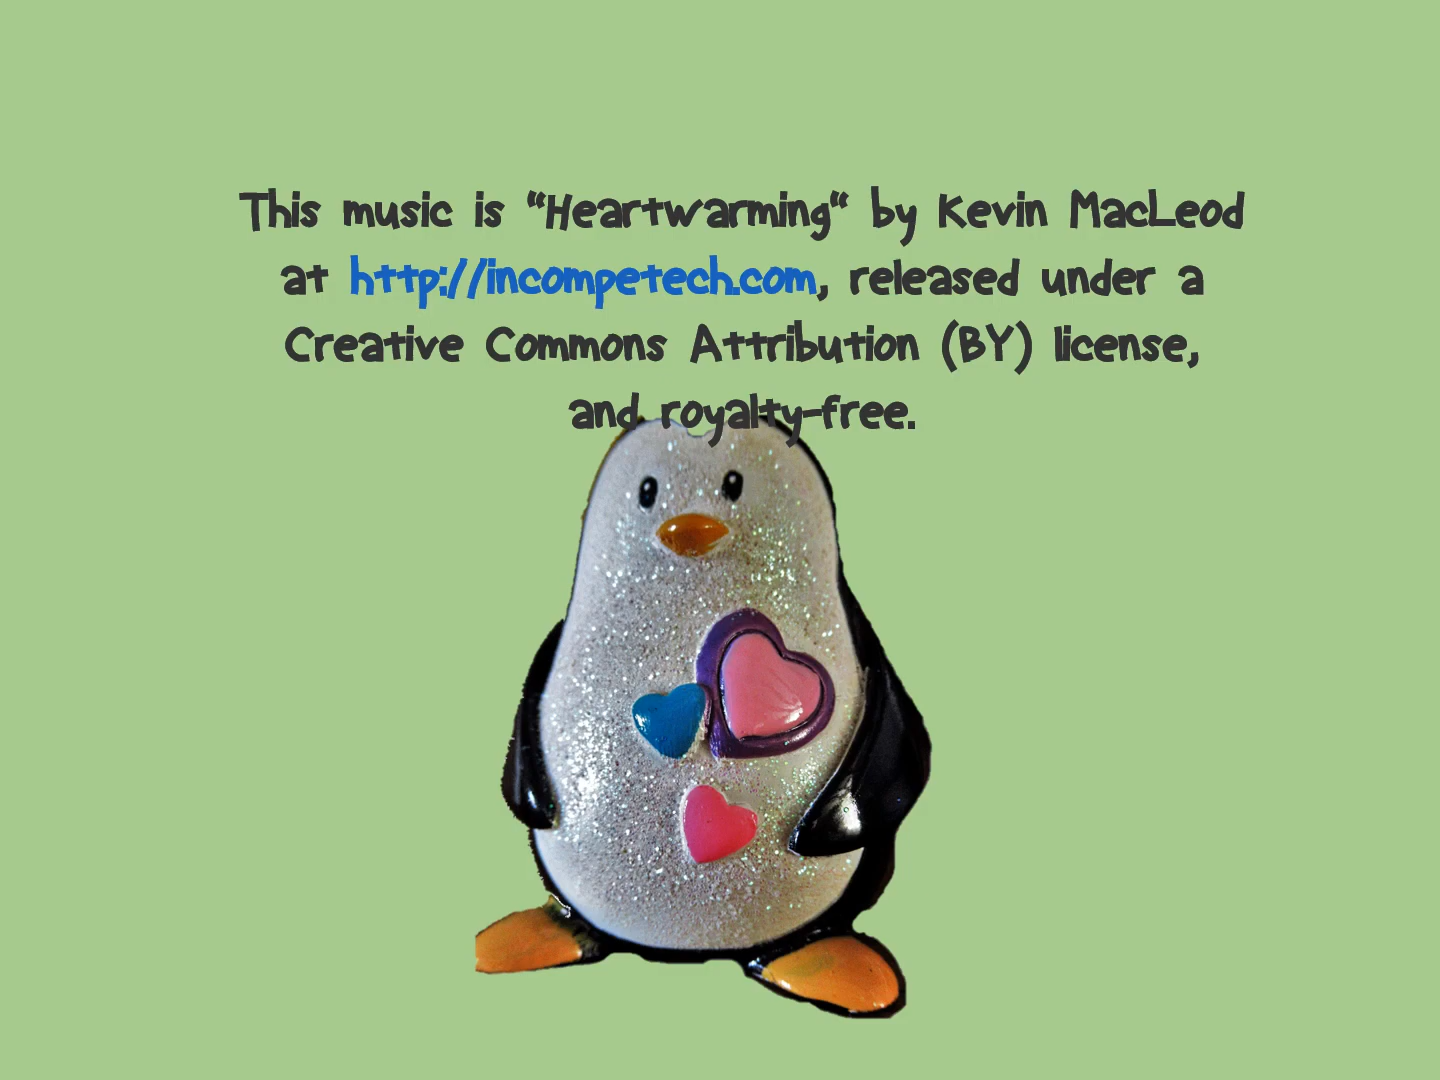 This music is “Heartwarming“ by Kevin MacLeod
at http://incompetech.com, released under a
Creative Commons Attribution (BY) license,
and royalty-free.